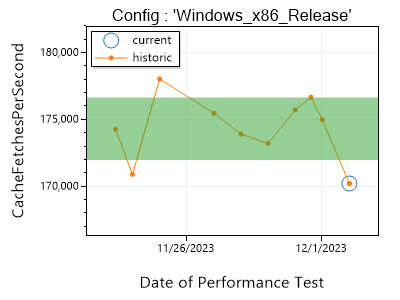 Config : 'Windows_x86_Release'
current
historic
180,000
175,000
170,000
CacheFetchesPerSecond
11/26/2023
12/1/2023
Date of Performance Test